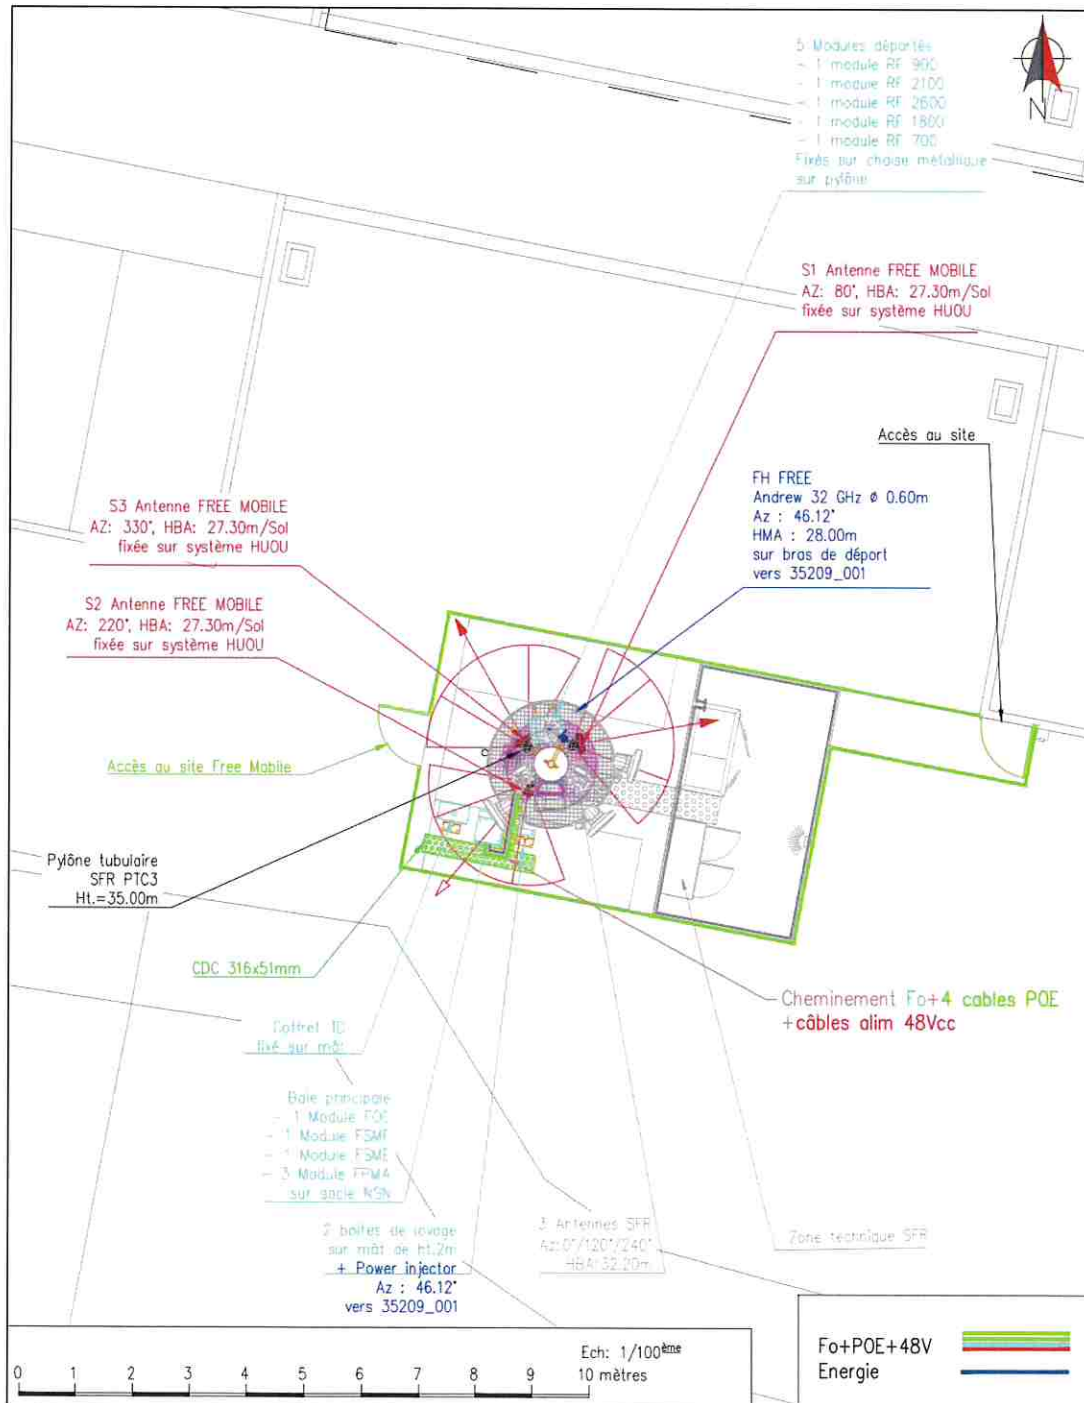 5 Modules déportés
- 1 module RF 900
- 1 module RF 2100
- 1 module RF 2600
- 1 module RF 1800
- 1 module RF 700
Fixés sur chaise métallique
sur pylône
N
S1 Antenne FREE MOBILE
AZ: 80°, HBA: 27.30m/Sol
fixée sur système HUOU
Accès au site
FH FREE
Andrew 32 GHz ø 0.60m
Az : 46.12°
HMA : 28.00m
sur bras de déport
vers 35209_001
S3 Antenne FREE MOBILE
AZ: 330°, HBA: 27.30m/Sol
fixée sur système HUOU
S2 Antenne FREE MOBILE
AZ: 220°, HBA: 27.30m/Sol
fixée sur système HUOU
Accès au site Free Mobile
Pylône tubulaire
SFR PTC3
Ht.=35.00m
CDC 316x51mm
Cheminement Fo+4 cables POE
+câbles alim 48Vcc
Coffret
fixé sur mât
Baie principale
- 1 Module
- 1 Module FSMF
- 1 Module FSME
- 3 Module
sur socle NSN
2 boîtes de lovage
sur mât de ht.2m
+ Power injector
Az : 46.12°
vers 35209_001
3 Antennes SFR
Az:0°/120°/240°
HBA:32.20m
Zone technique SFR
Ech: 1/100ème
0 1 2 3 4 5 6 7 8 9 10 mètres
Fo+POE+48V
Energie